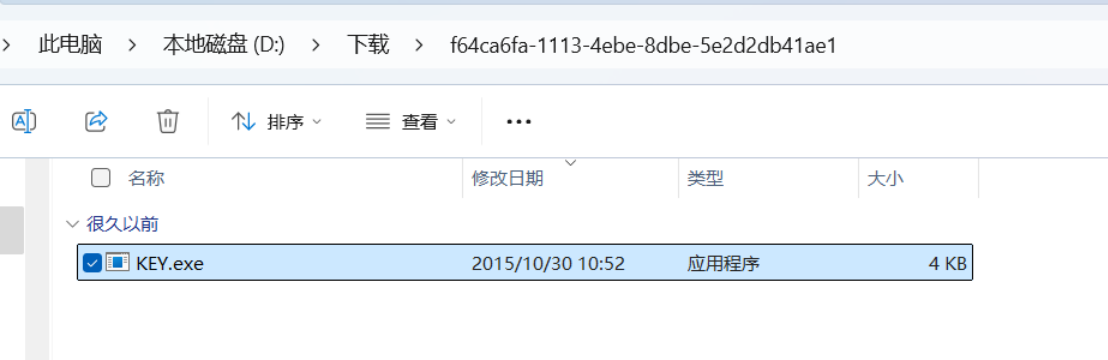 此电脑 本地磁盘 (D:) 下载 f64ca6fa-1113-4ebe-8dbe-5e2d2db41ae1
排序 查看
名称 修改日期 类型 大小
很久以前
KEY.exe 2015/10/30 10:52 应用程序 4 KB